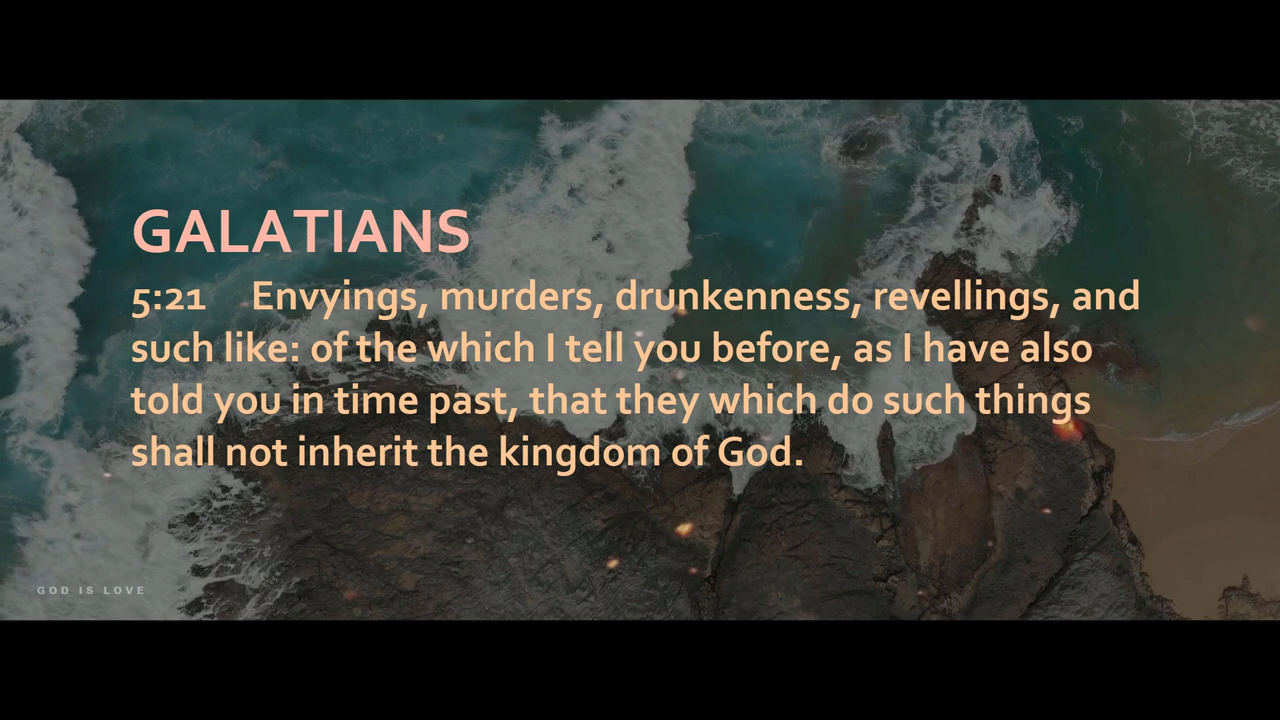 GALATIANS
5:21 Envyings, murders, drunkenness, revellings, and
such like: of the which I tell you before, as I have also
told you in time past, that they which do such things
shall not inherit the kingdom of God.
GOD IS LOVE